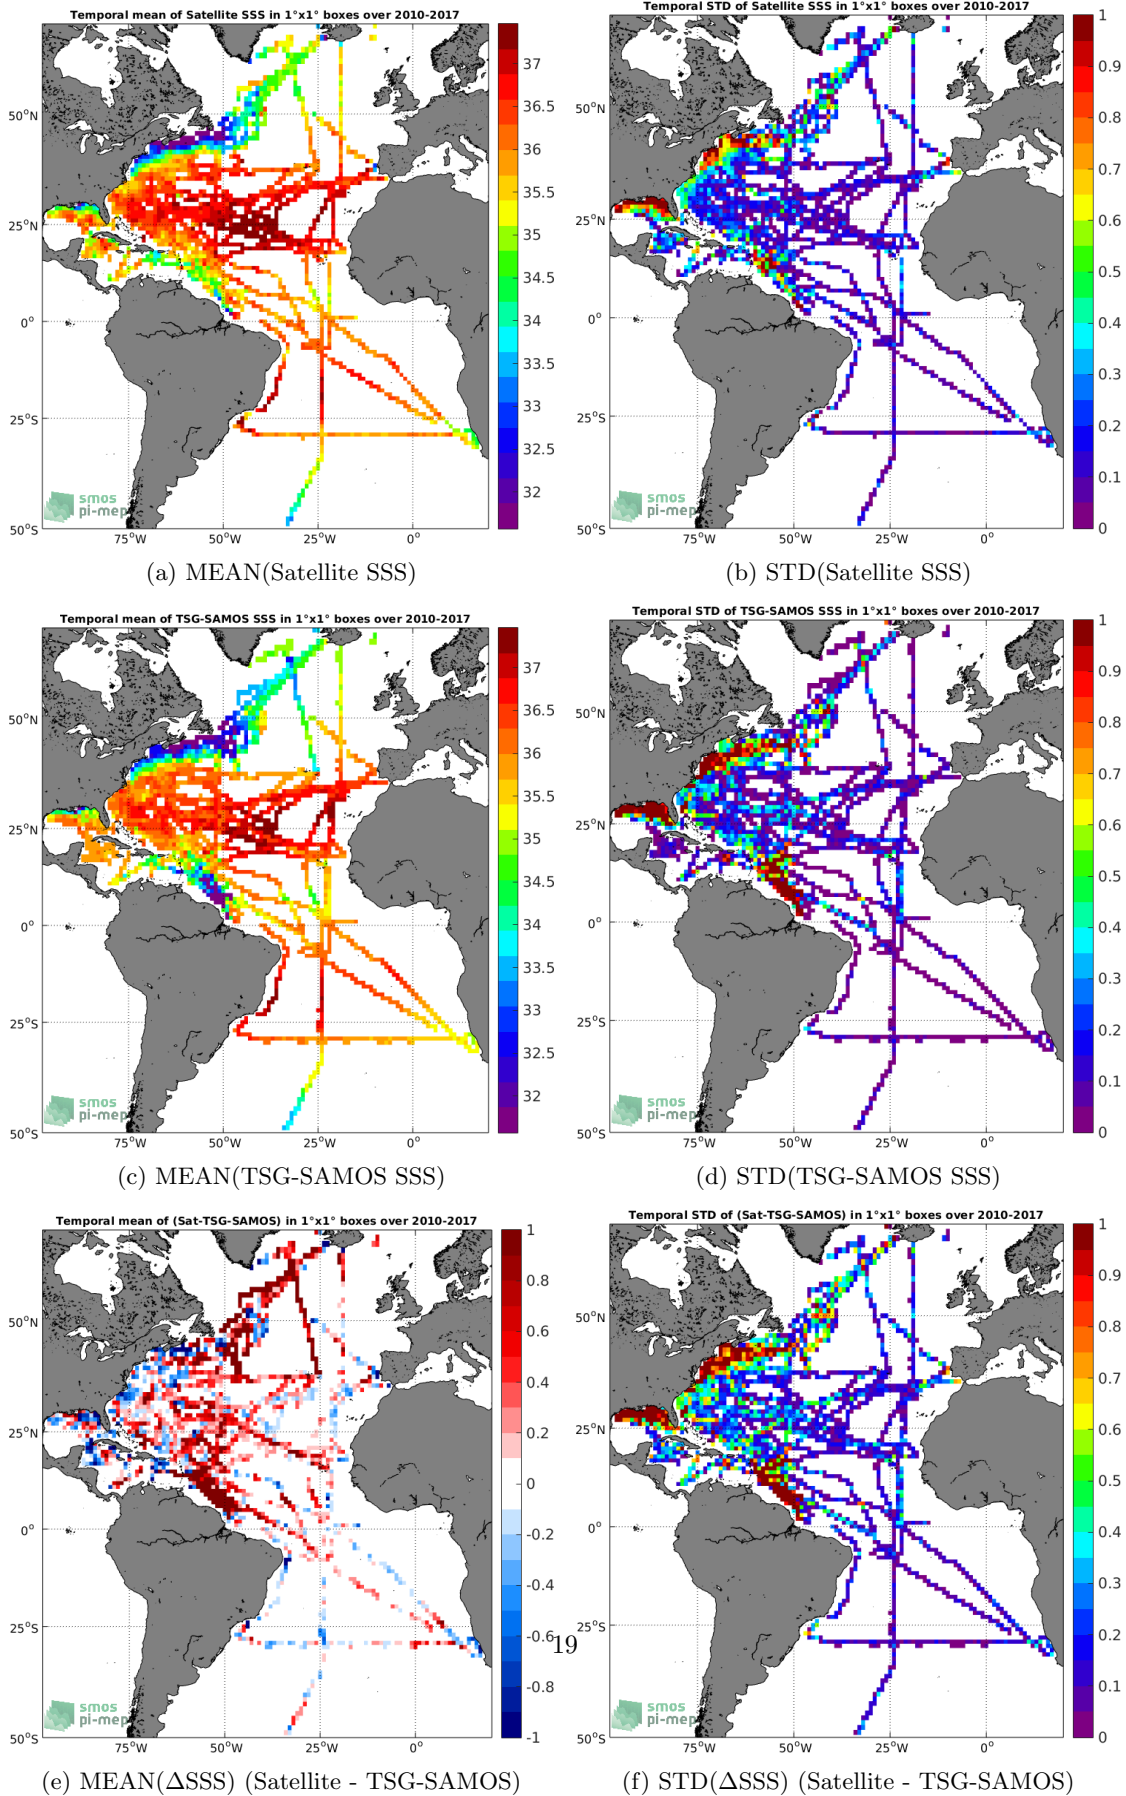 Temporal mean of Satellite SSS in 1°x1° boxes over 2010-2017
50°N
25°N
0°
25°S
50°S
75°W
50°W
25°W
0°
37
36.5
36
35.5
35
34.5
34
33.5
33
32.5
32
smos
pi-mep
(a) MEAN(Satellite SSS)
Temporal STD of Satellite SSS in 1°x1° boxes over 2010-2017
50°N
25°N
0°
25°S
50°S
75°W
50°W
25°W
0°
1
0.9
0.8
0.7
0.6
0.5
0.4
0.3
0.2
0.1
0
smos
pi-mep
(b) STD(Satellite SSS)
Temporal mean of TSG-SAMOS SSS in 1°x1° boxes over 2010-2017
50°N
25°N
0°
25°S
50°S
75°W
50°W
25°W
0°
37
36.5
36
35.5
35
34.5
34
33.5
33
32.5
32
smos
pi-mep
(c) MEAN(TSG-SAMOS SSS)
Temporal STD of TSG-SAMOS SSS in 1°x1° boxes over 2010-2017
50°N
25°N
0°
25°S
50°S
75°W
50°W
25°W
0°
1
0.9
0.8
0.7
0.6
0.5
0.4
0.3
0.2
0.1
0
smos
pi-mep
(d) STD(TSG-SAMOS SSS)
Temporal mean of (Sat-TSG-SAMOS) in 1°x1° boxes over 2010-2017
50°N
25°N
0°
25°S
50°S
75°W
50°W
25°W
0°
1
0.8
0.6
0.4
0.2
0
-0.2
-0.4
-0.6
-0.8
-1
smos
pi-mep
(e) MEAN(ΔSSS) (Satellite - TSG-SAMOS)
Temporal STD of (Sat-TSG-SAMOS) in 1°x1° boxes over 2010-2017
50°N
25°N
0°
25°S
50°S
75°W
50°W
25°W
0°
1
0.9
0.8
0.7
0.6
0.5
0.4
0.3
0.2
0.1
0
smos
pi-mep
(f) STD(ΔSSS) (Satellite - TSG-SAMOS)
19